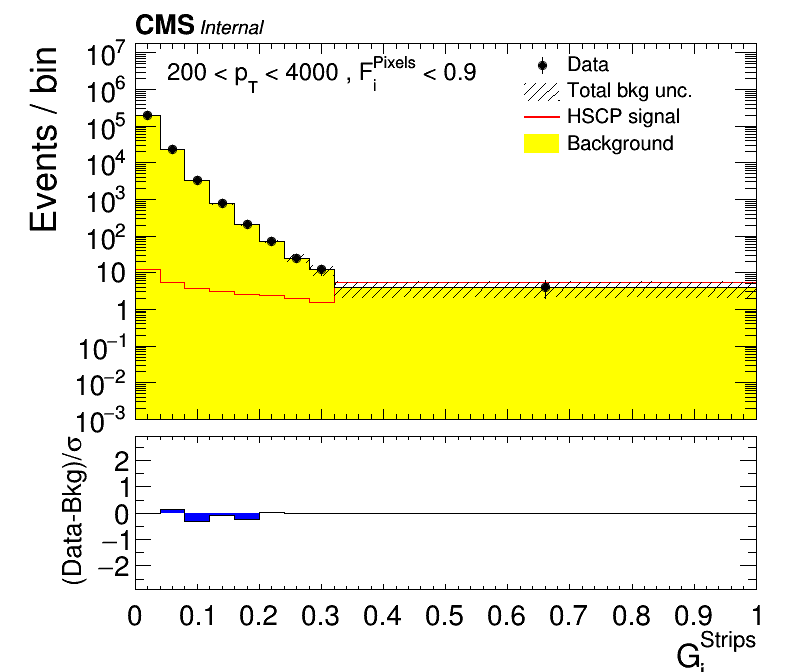 CMS Internal
200 < p_T < 4000 , F_i^Pixels < 0.9
Data
Total bkg unc.
HSCP signal
Background
Events / bin
10^7
10^6
10^5
10^4
10^3
10^2
10
1
10^−1
10^−2
10^−3
(Data-Bkg)/σ
2
1
0
−1
−2
0 0.1 0.2 0.3 0.4 0.5 0.6 0.7 0.8 0.9 1
G_i^Strips